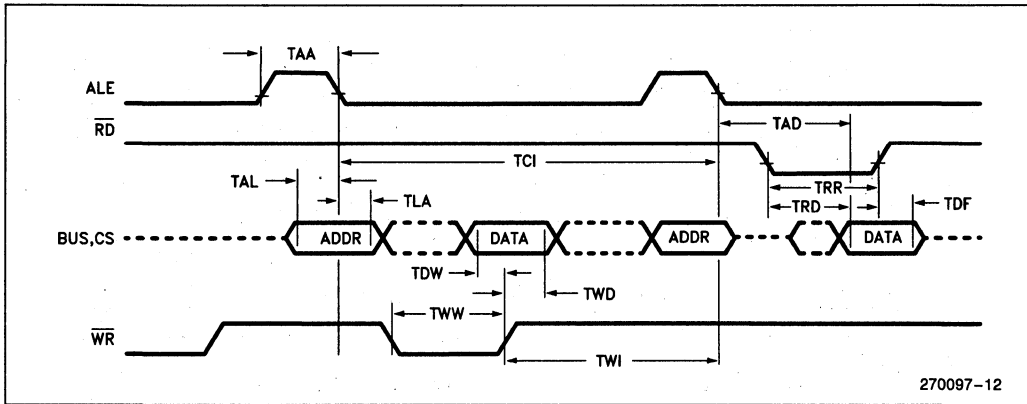 TAA
ALE
RD
TAD
TCI
TAL
TLA
TRR
TRD
TDF
BUS,CS
ADDR
DATA
ADDR
DATA
TDW
TWD
TWW
WR
TWI
270097-12